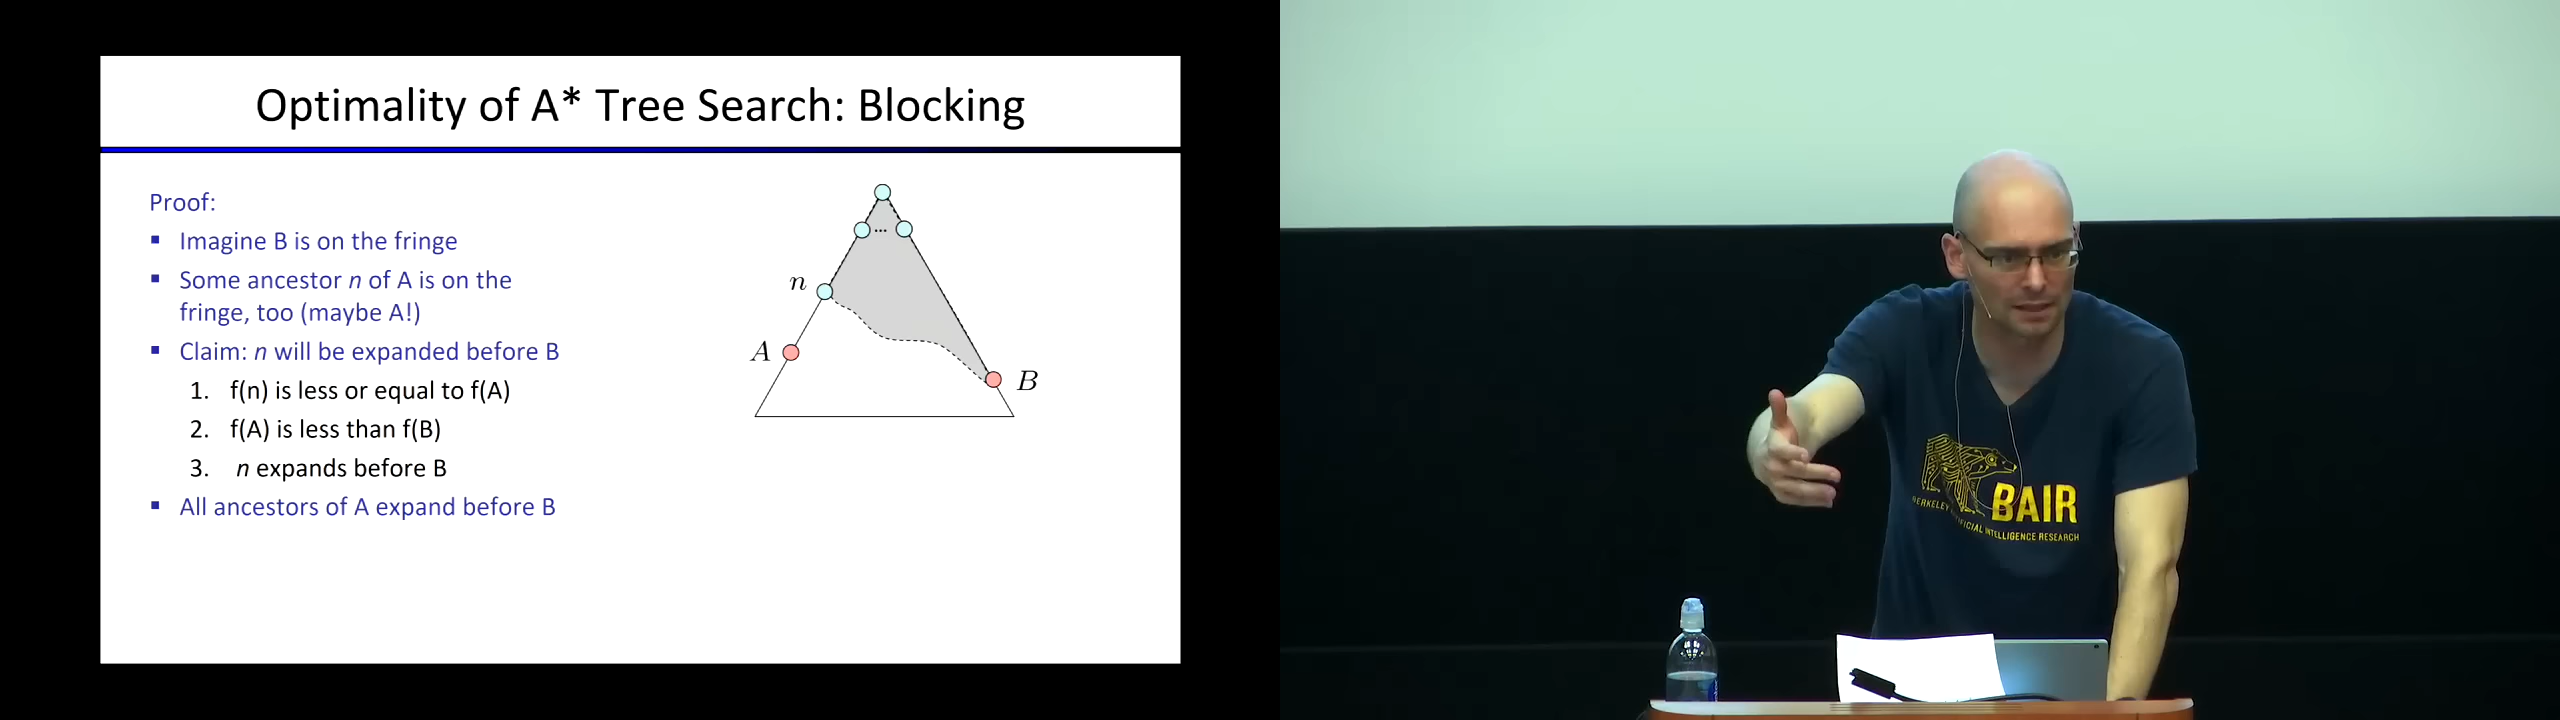 Optimality of A* Tree Search: Blocking
Proof:
▪ Imagine B is on the fringe
▪ Some ancestor n of A is on the
fringe, too (maybe A!)
▪ Claim: n will be expanded before B
1. f(n) is less or equal to f(A)
2. f(A) is less than f(B)
3. n expands before B
▪ All ancestors of A expand before B
...
n
A
B
BAIR
BERKELEY ARTIFICIAL INTELLIGENCE RESEARCH